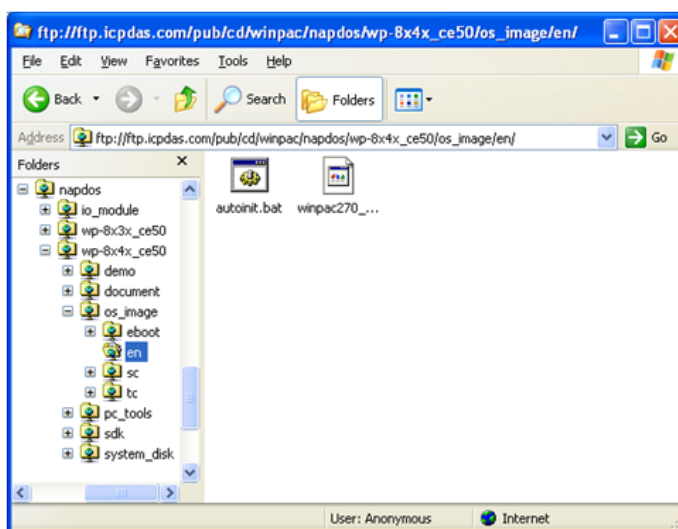 ftp://ftp.icpdas.com/pub/cd/winpac/napdos/wp-8x4x_ce50/os_image/en/
File Edit View Favorites Tools Help
Back Search Folders
Address ftp://ftp.icpdas.com/pub/cd/winpac/napdos/wp-8x4x_ce50/os_image/en/ Go
Folders
napdos
io_module
wp-8x3x_ce50
wp-8x4x_ce50
demo
document
os_image
eboot
en
sc
tc
pc_tools
sdk
system_disk
autoinit.bat winpac270_...
User: Anonymous Internet